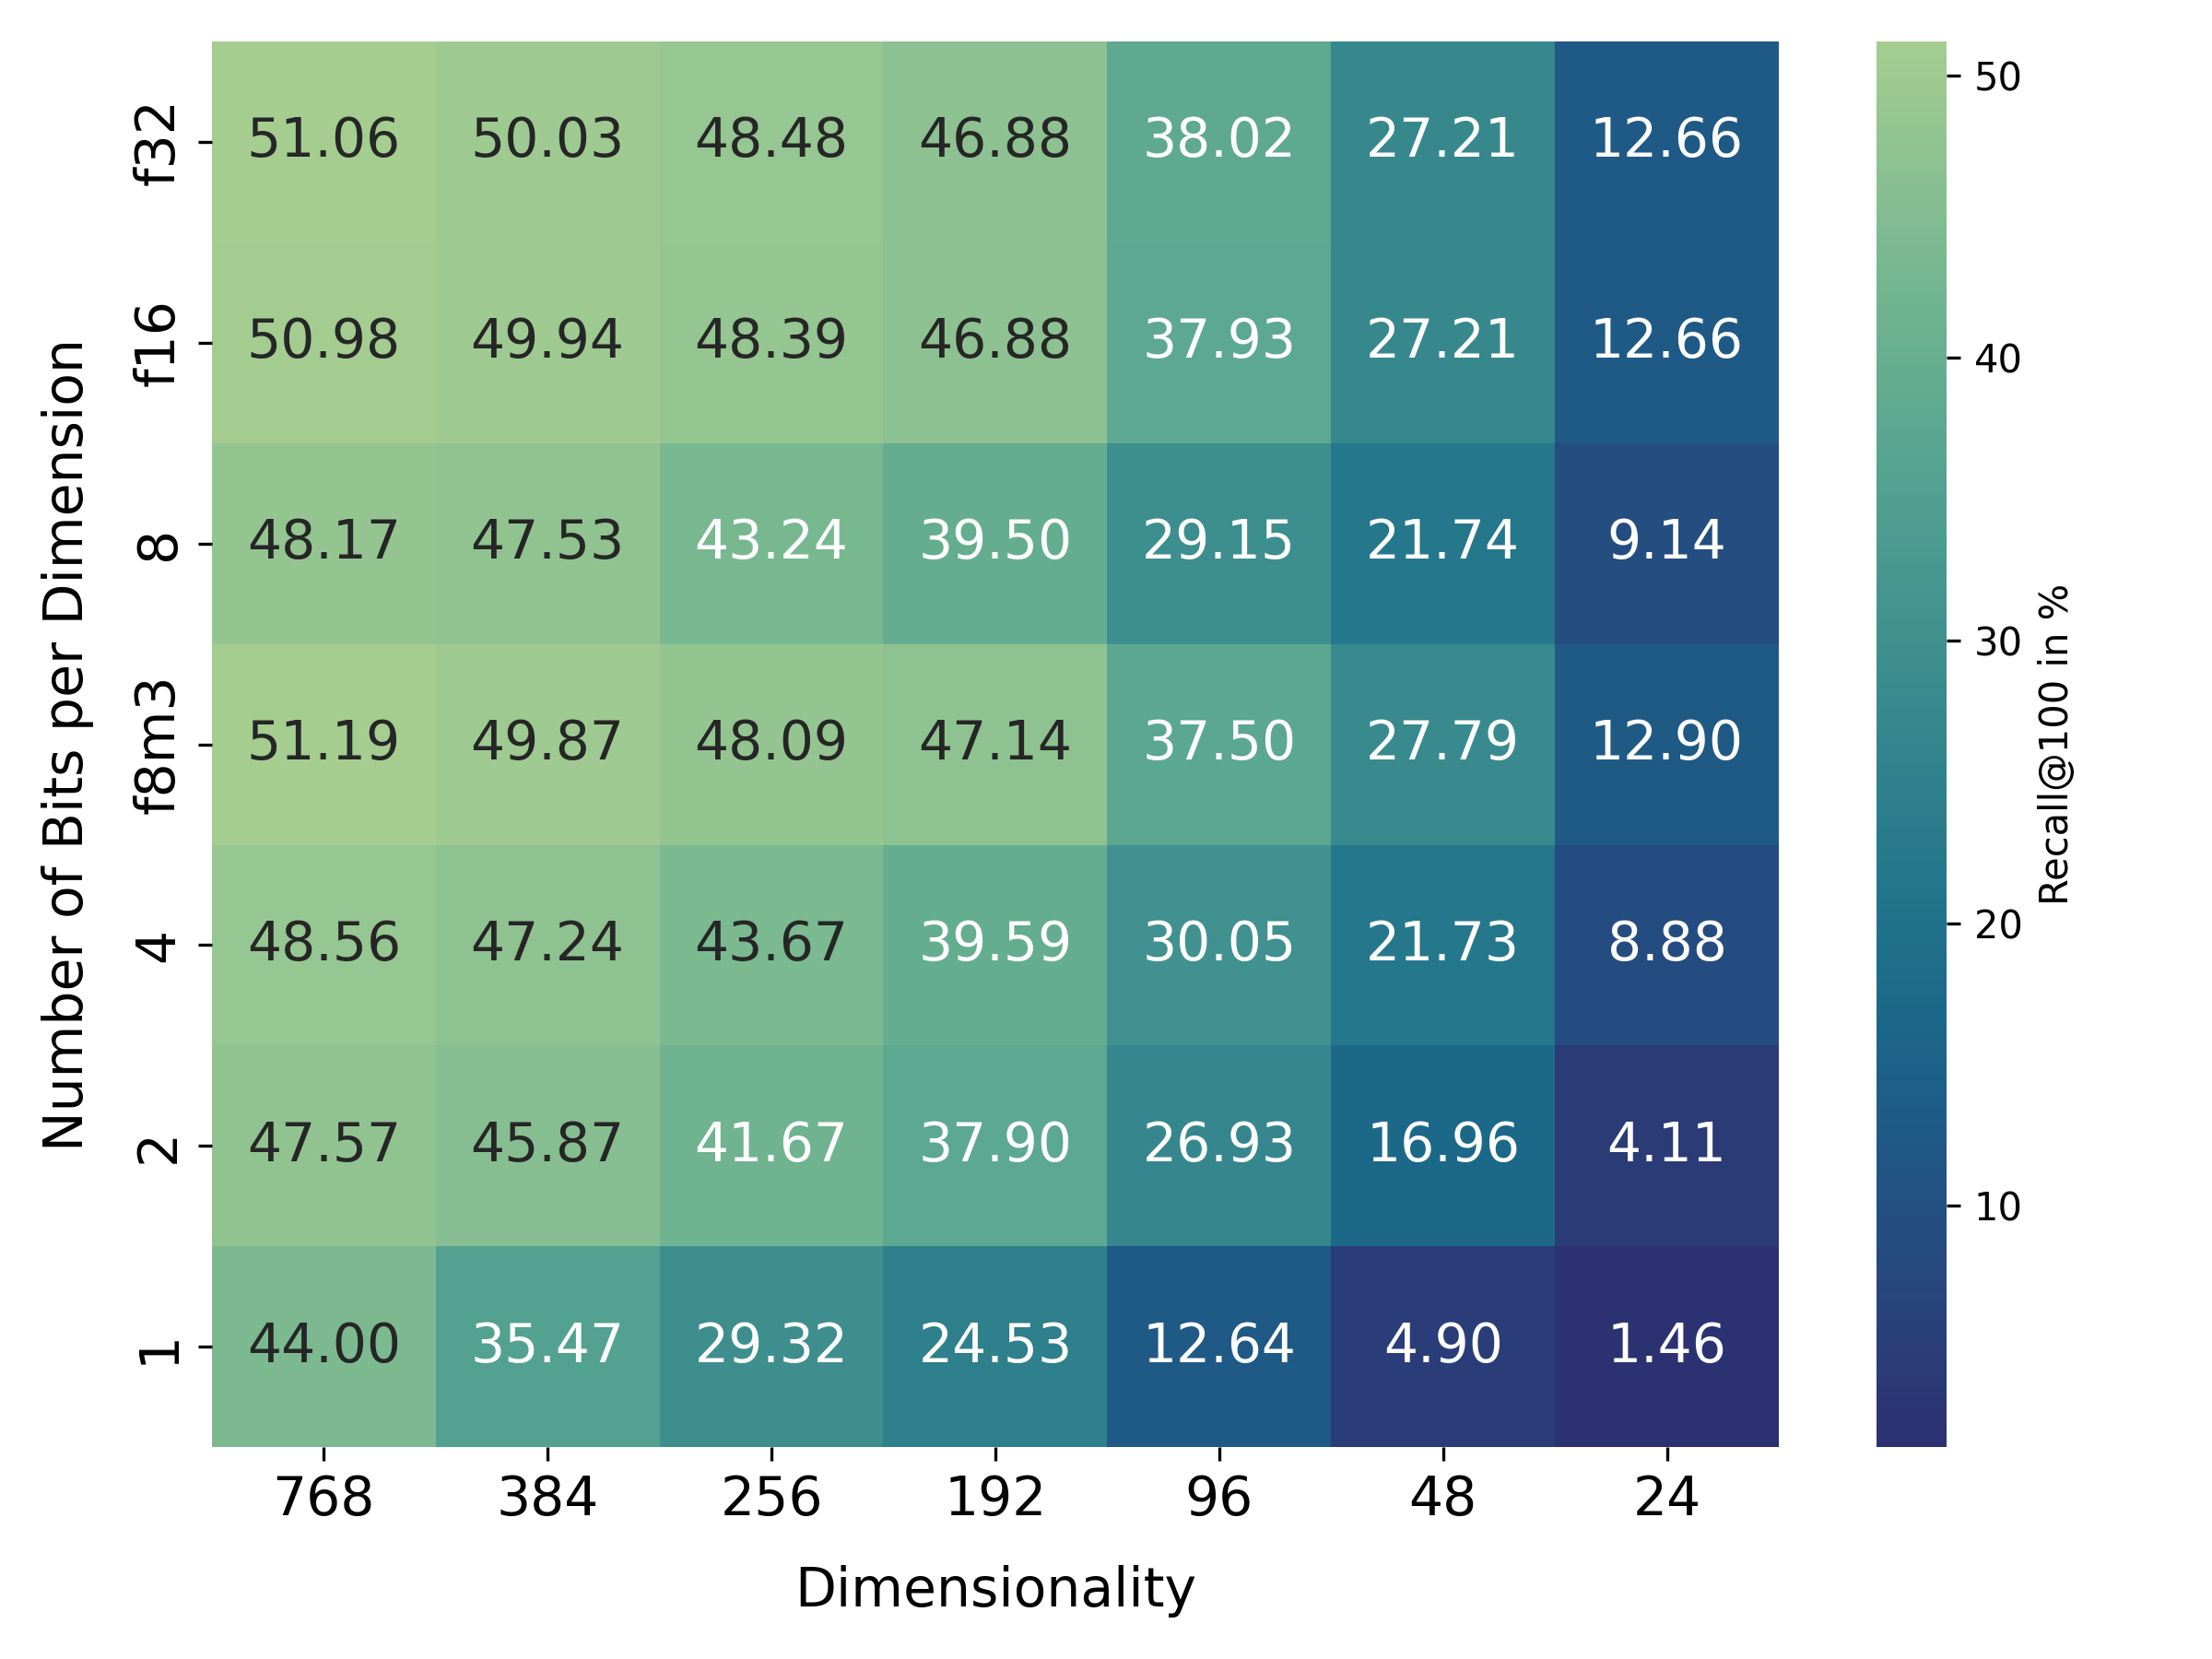 Number of Bits per Dimension
f32 51.06 50.03 48.48 46.88 38.02 27.21 12.66
f16 50.98 49.94 48.39 46.88 37.93 27.21 12.66
8 48.17 47.53 43.24 39.50 29.15 21.74 9.14
f8m3 51.19 49.87 48.09 47.14 37.50 27.79 12.90
4 48.56 47.24 43.67 39.59 30.05 21.73 8.88
2 47.57 45.87 41.67 37.90 26.93 16.96 4.11
1 44.00 35.47 29.32 24.53 12.64 4.90 1.46
768 384 256 192 96 48 24
Dimensionality
50
40
30
20
10
Recall@100 in %